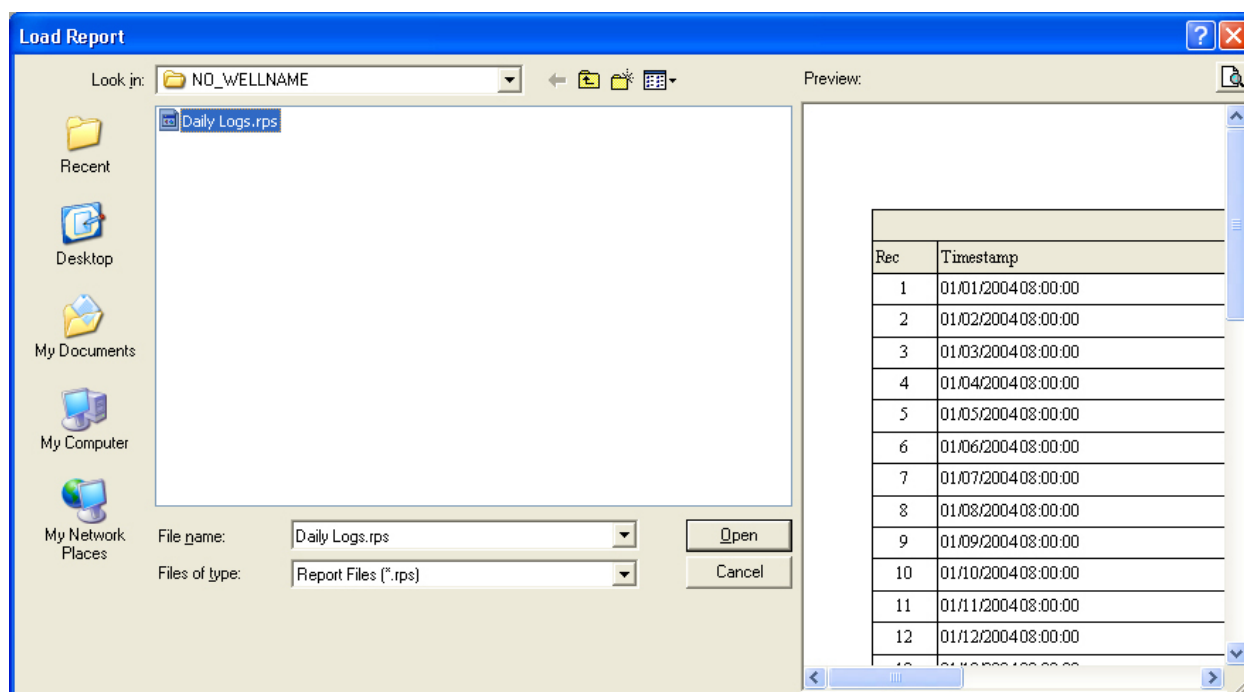 Load Report
Look in: NO_WELLNAME
Preview:
Daily Logs.rps
Recent
Desktop
My Documents
My Computer
My Network Places
File name: Daily Logs.rps
Open
Files of type: Report Files (*.rps)
Cancel
Rec Timestamp
1 01/01/2004 08:00:00
2 01/02/2004 08:00:00
3 01/03/2004 08:00:00
4 01/04/2004 08:00:00
5 01/05/2004 08:00:00
6 01/06/2004 08:00:00
7 01/07/2004 08:00:00
8 01/08/2004 08:00:00
9 01/09/2004 08:00:00
10 01/10/2004 08:00:00
11 01/11/2004 08:00:00
12 01/12/2004 08:00:00